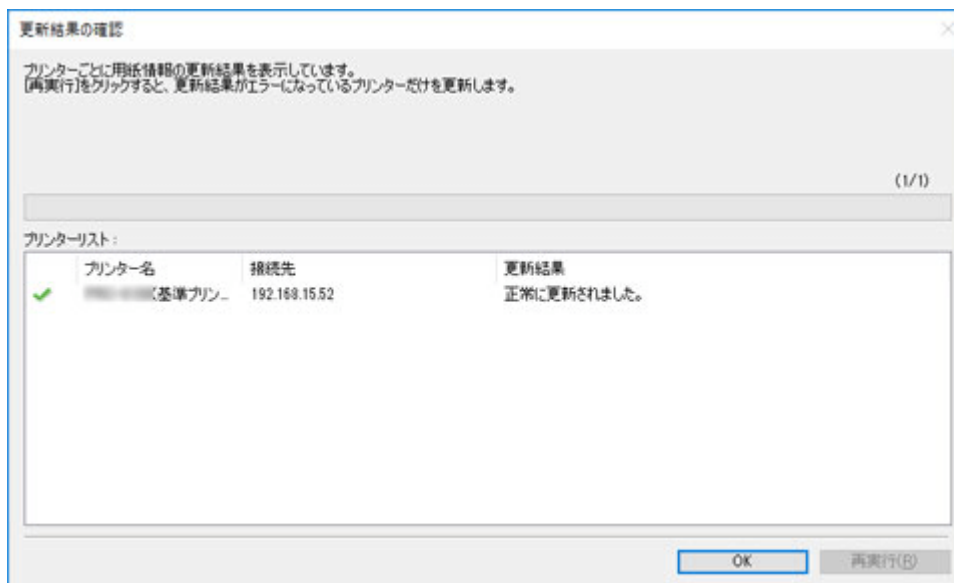 更新結果の確認
プリンターごとに用紙情報の更新結果を表示しています。
[再実行]をクリックすると、更新結果がエラーになっているプリンターだけを更新します。
(1/1)
プリンターリスト:
プリンター名 接続先 更新結果
(基準プリン... 192.168.15.52 正常に更新されました。
OK 再実行(R)